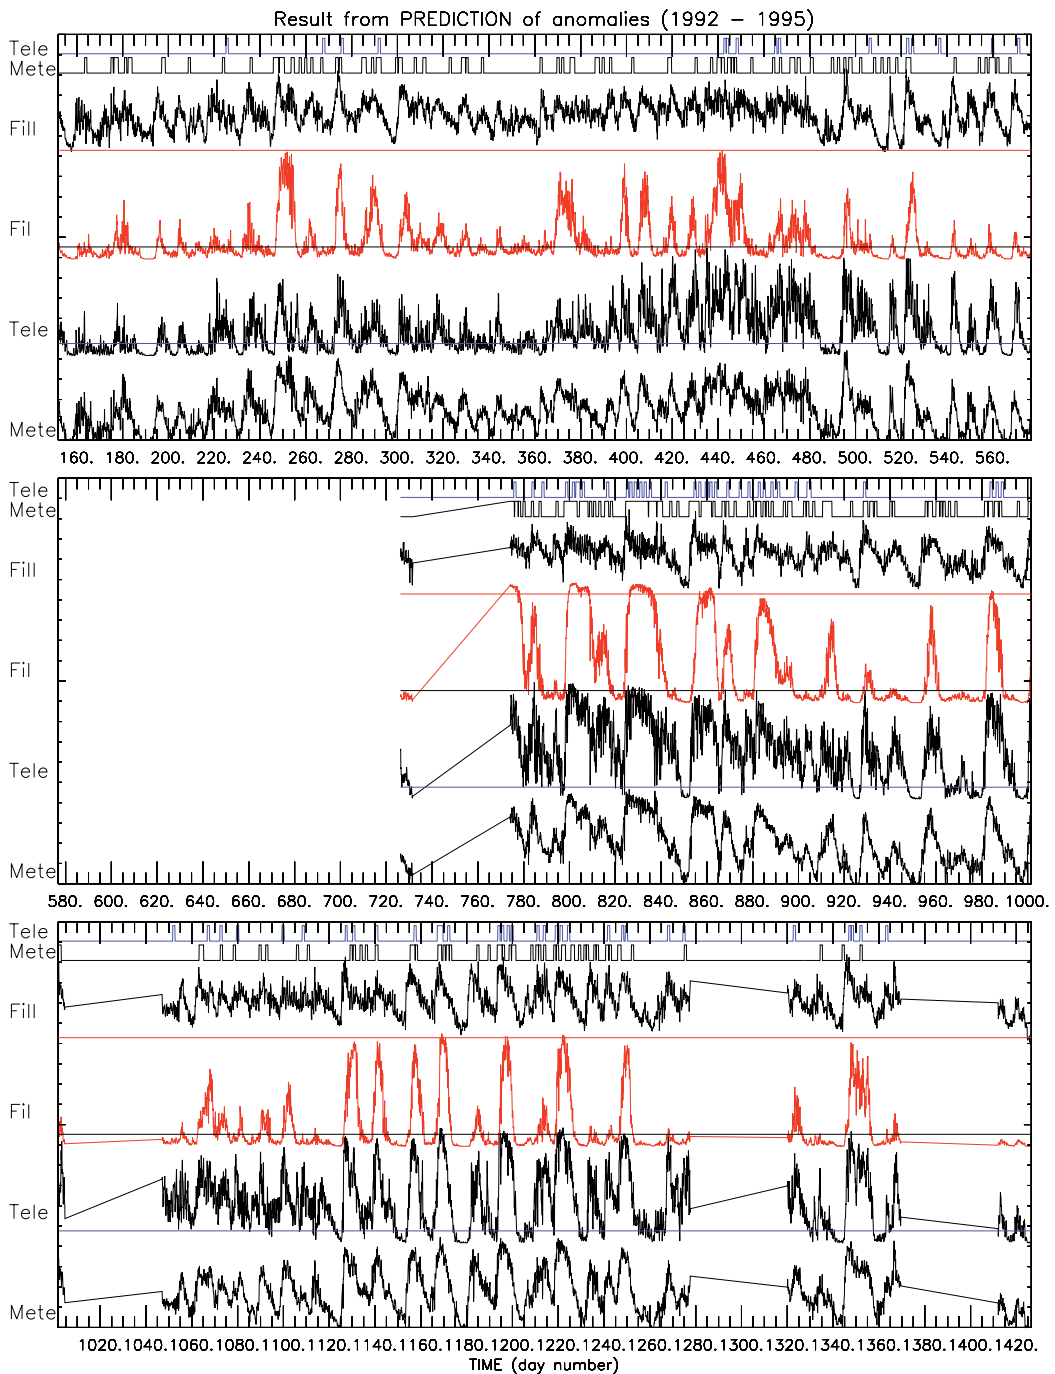 Result from PREDICTION of anomalies (1992 – 1995)
Tele
Mete
Fill
Fil
Tele
Mete
160. 180. 200. 220. 240. 260. 280. 300. 320. 340. 360. 380. 400. 420. 440. 460. 480. 500. 520. 540. 560.
Tele
Mete
Fill
Fil
Tele
Mete
580. 600. 620. 640. 660. 680. 700. 720. 740. 760. 780. 800. 820. 840. 860. 880. 900. 920. 940. 960. 980. 1000.
Tele
Mete
Fill
Fil
Tele
Mete
1020. 1040. 1060. 1080. 1100. 1120. 1140. 1160. 1180. 1200. 1220. 1240. 1260. 1280. 1300. 1320. 1340. 1360. 1380. 1400. 1420.
TIME (day number)